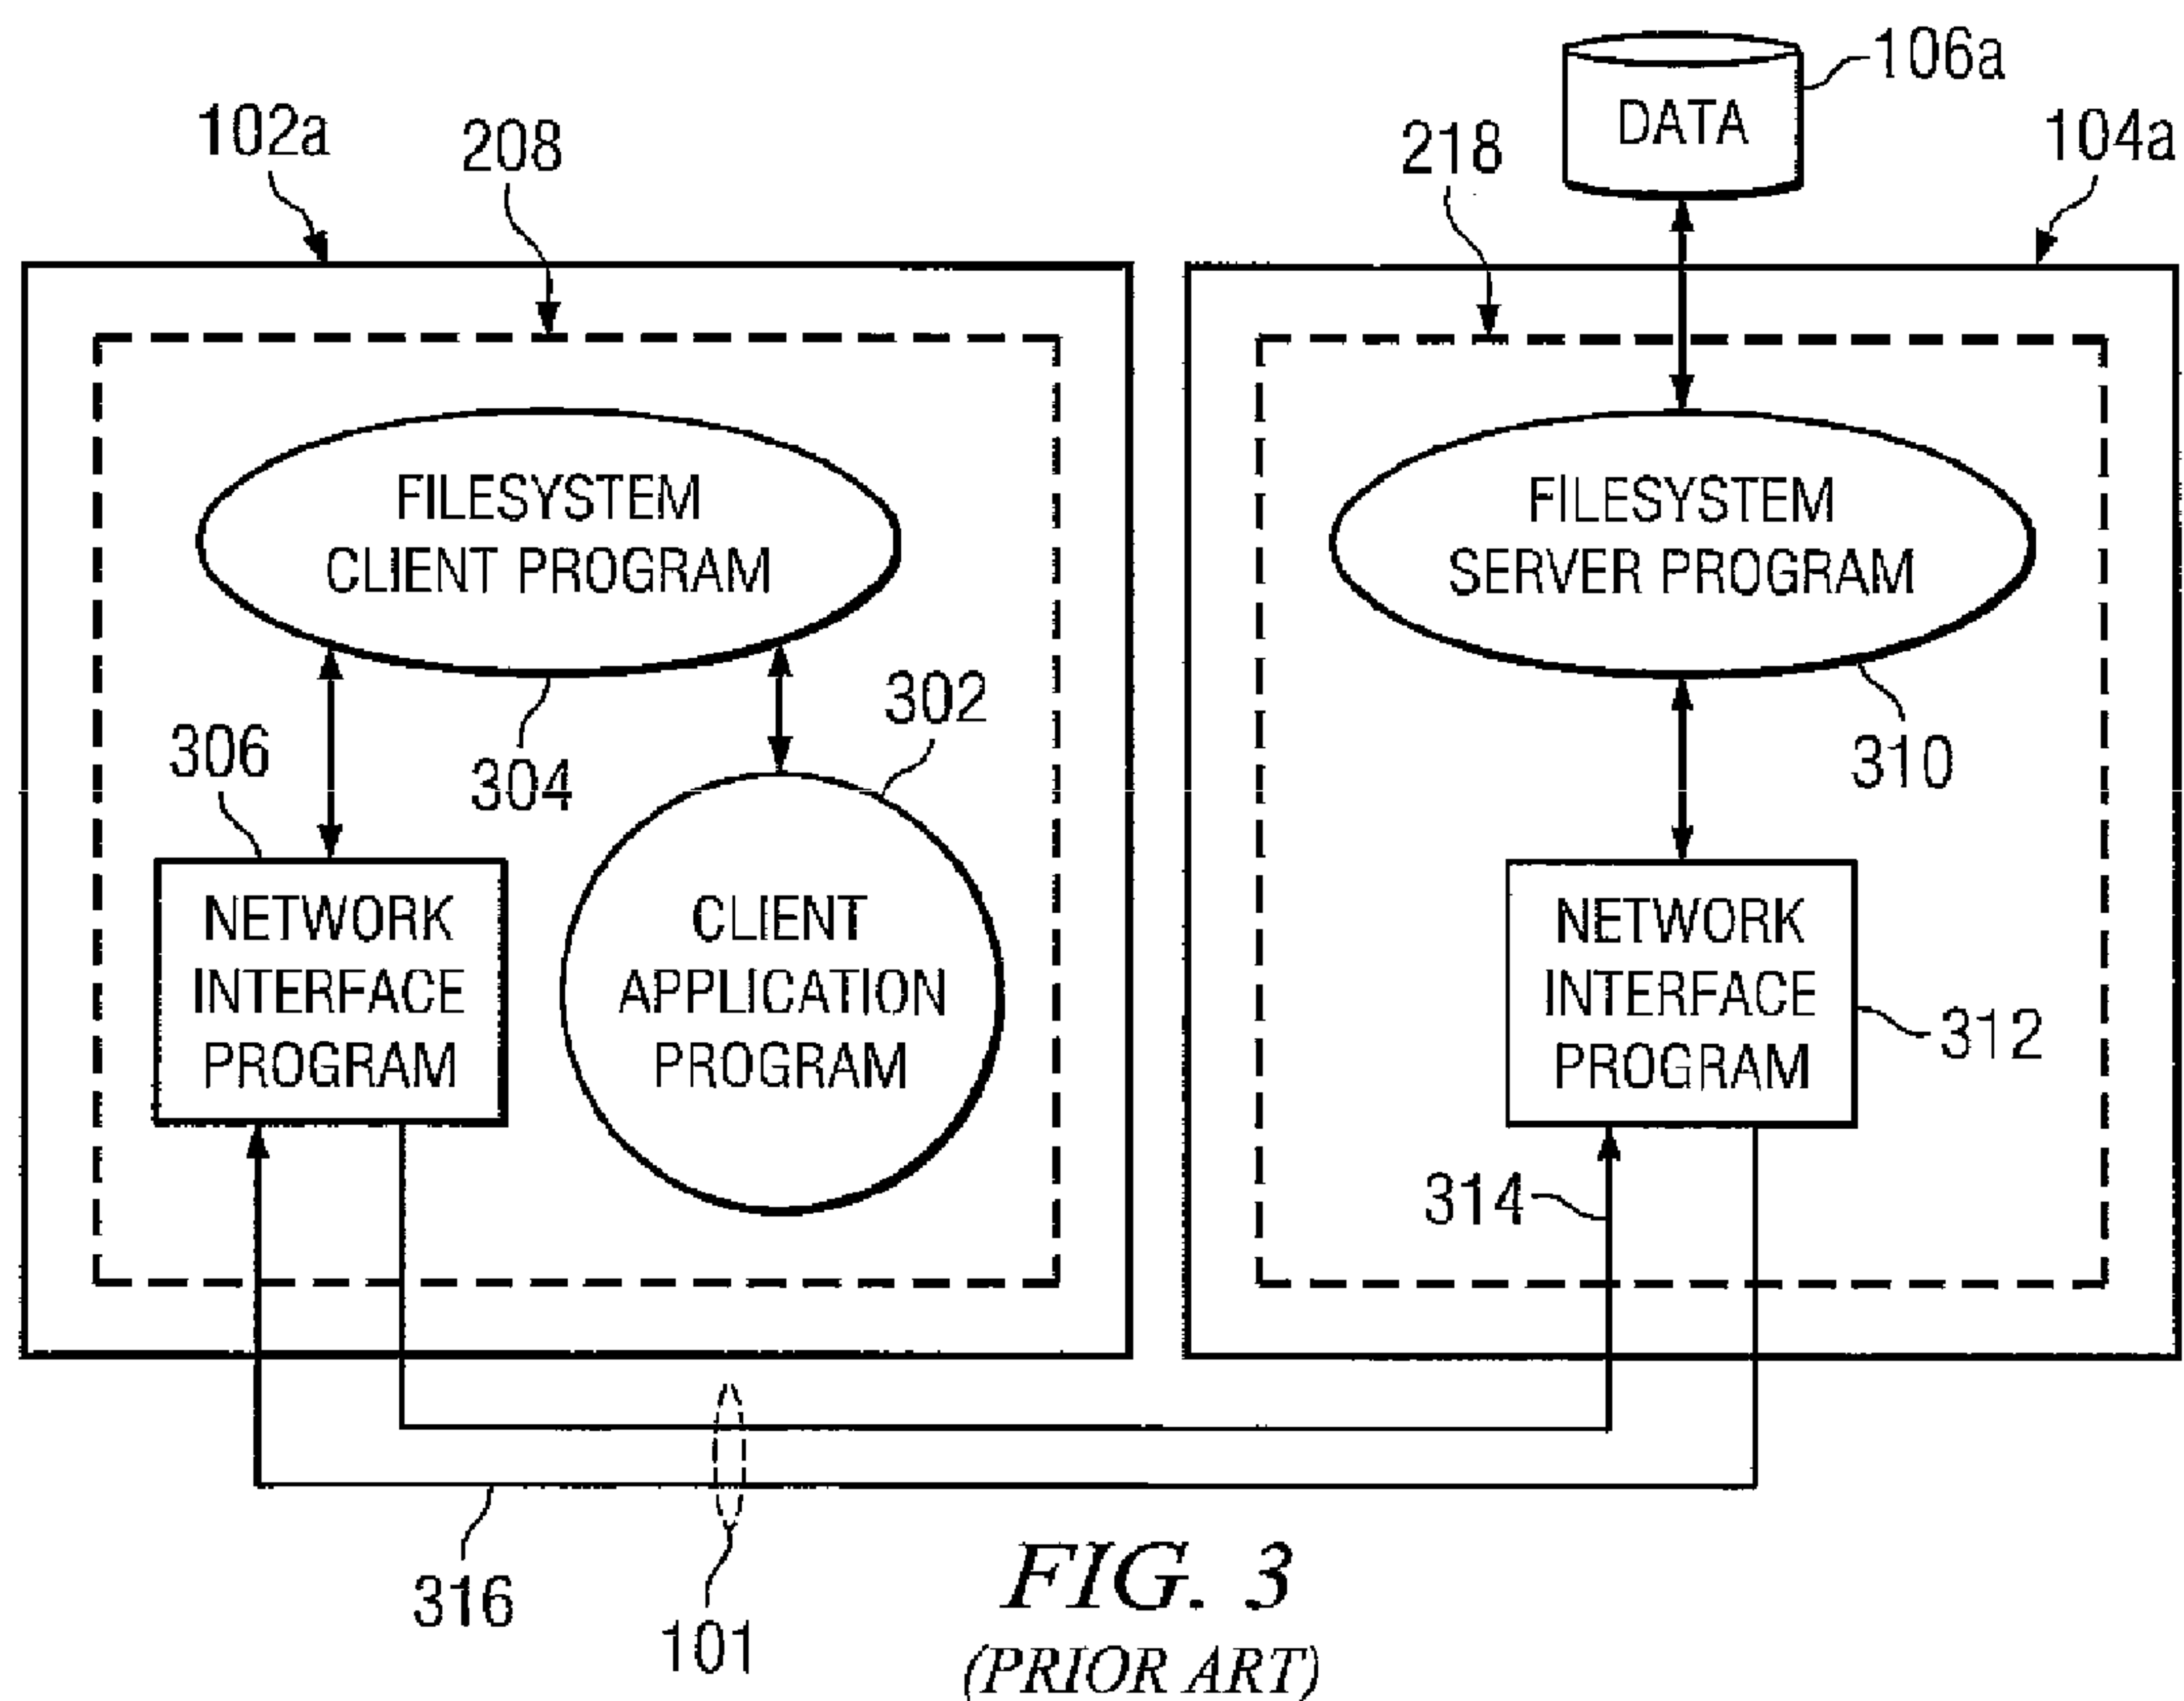 106a
DATA
102a
208
218
104a
FILESYSTEM
CLIENT PROGRAM
FILESYSTEM
SERVER PROGRAM
302
306
304
310
NETWORK
INTERFACE
PROGRAM
CLIENT
APPLICATION
PROGRAM
NETWORK
INTERFACE
PROGRAM
312
314
316
101
FIG. 3
(PRIOR ART)